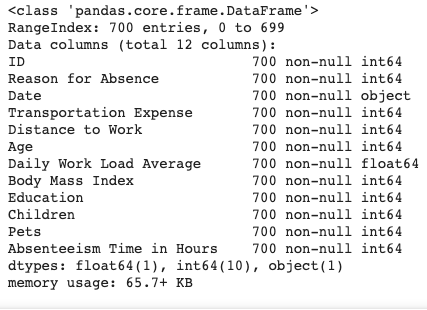 <class 'pandas.core.frame.DataFrame'>
RangeIndex: 700 entries, 0 to 699
Data columns (total 12 columns):
ID                           700 non-null int64
Reason for Absence           700 non-null int64
Date                         700 non-null object
Transportation Expense       700 non-null int64
Distance to Work             700 non-null int64
Age                          700 non-null int64
Daily Work Load Average      700 non-null float64
Body Mass Index              700 non-null int64
Education                    700 non-null int64
Children                     700 non-null int64
Pets                         700 non-null int64
Absenteeism Time in Hours    700 non-null int64
dtypes: float64(1), int64(10), object(1)
memory usage: 65.7+ KB